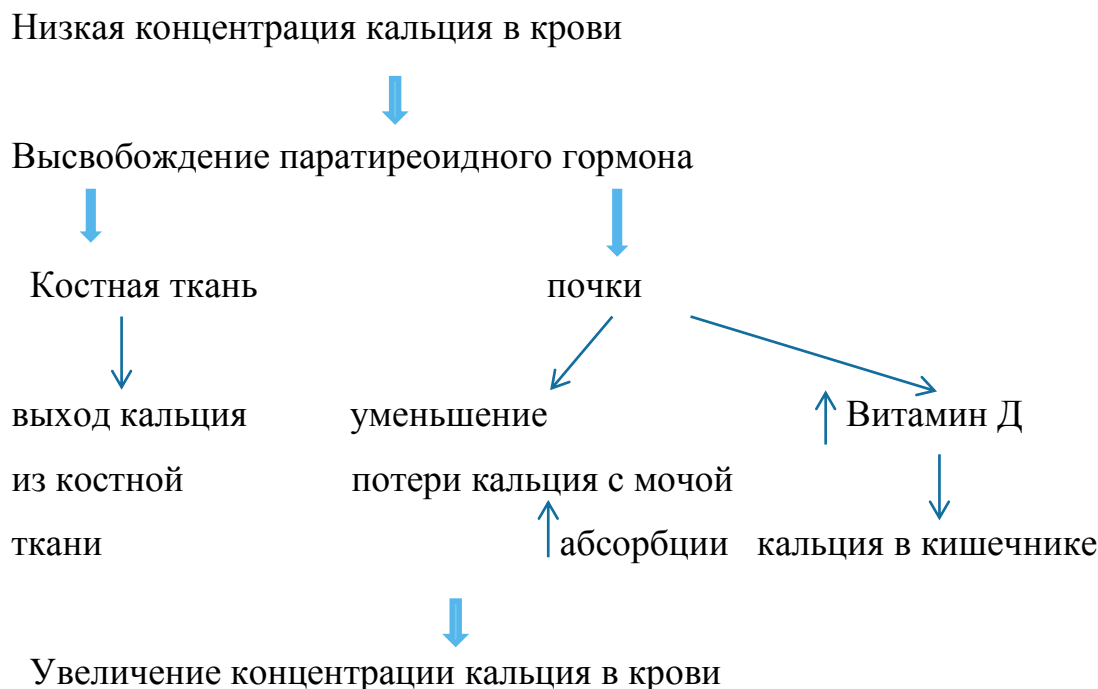 Низкая концентрация кальция в крови
Высвобождение паратиреоидного гормона
Костная ткань почки
выход кальция уменьшение Витамин Д
из костной потери кальция с мочой
ткани абсорбции кальция в кишечнике
Увеличение концентрации кальция в крови